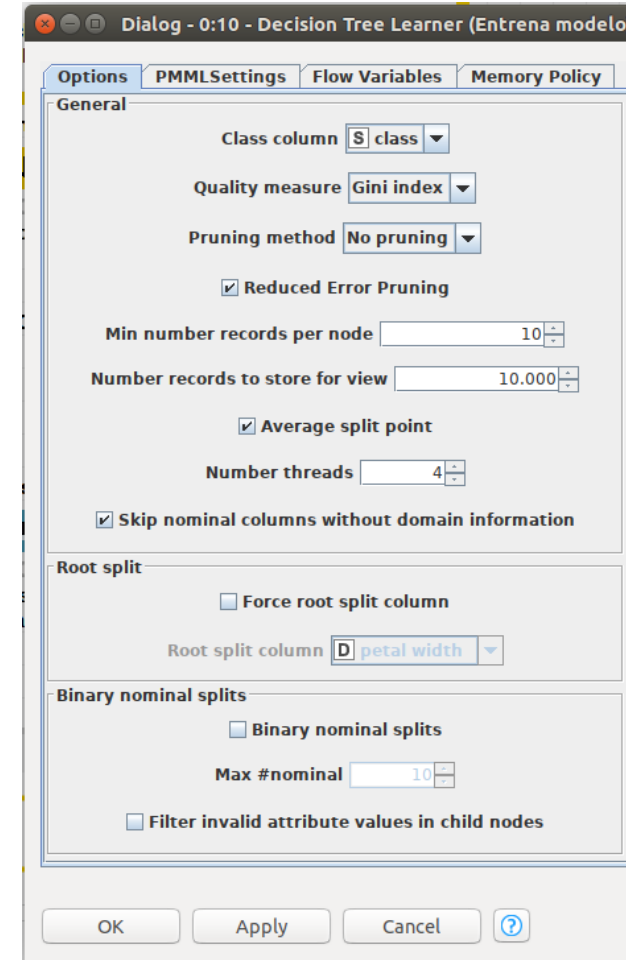 Dialog - 0:10 - Decision Tree Learner (Entrena modelo
Options PMMLSettings Flow Variables Memory Policy
General
Class column S class
Quality measure Gini index
Pruning method No pruning
Reduced Error Pruning
Min number records per node 10
Number records to store for view 10.000
Average split point
Number threads 4
Skip nominal columns without domain information
Root split
Force root split column
Root split column D petal width
Binary nominal splits
Binary nominal splits
Max #nominal 10
Filter invalid attribute values in child nodes
OK Apply Cancel ?